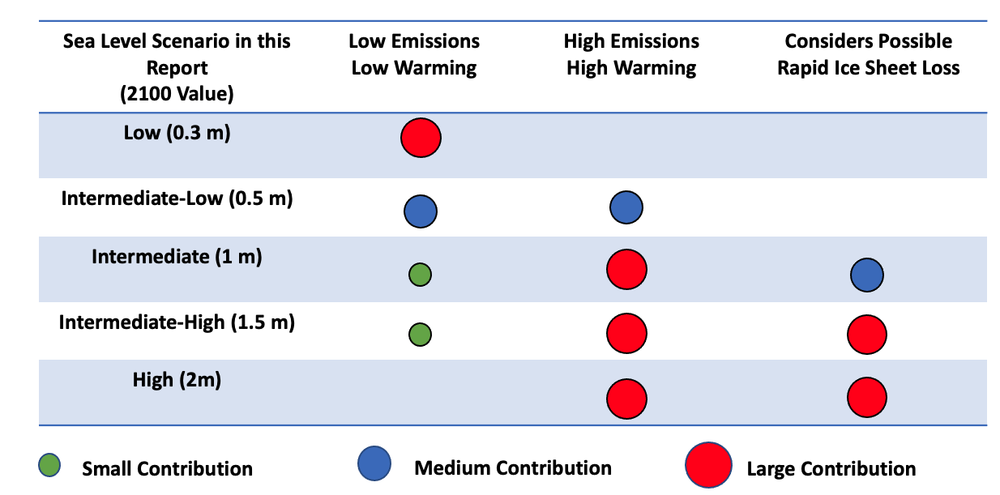 Sea Level Scenario in this
Report
(2100 Value)
Low Emissions
Low Warming
High Emissions
High Warming
Considers Possible
Rapid Ice Sheet Loss
Low (0.3 m)
Intermediate-Low (0.5 m)
Intermediate (1 m)
Intermediate-High (1.5 m)
High (2m)
Small Contribution
Medium Contribution
Large Contribution